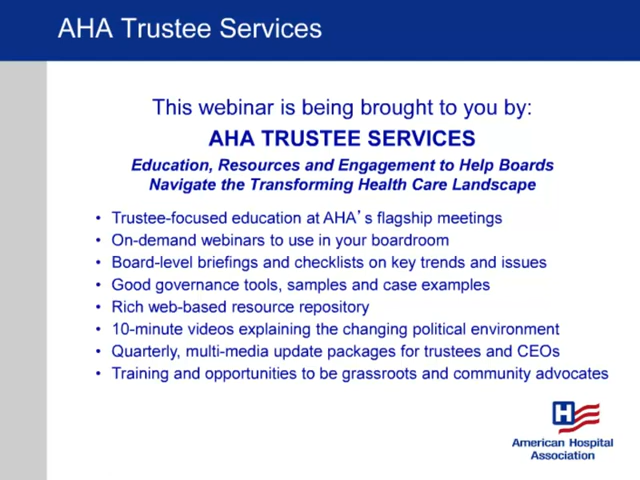 AHA Trustee Services
This webinar is being brought to you by:
AHA TRUSTEE SERVICES
Education, Resources and Engagement to Help Boards
Navigate the Transforming Health Care Landscape
• Trustee-focused education at AHA's flagship meetings
• On-demand webinars to use in your boardroom
• Board-level briefings and checklists on key trends and issues
• Good governance tools, samples and case examples
• Rich web-based resource repository
• 10-minute videos explaining the changing political environment
• Quarterly, multi-media update packages for trustees and CEOs
• Training and opportunities to be grassroots and community advocates
H
American Hospital
Association